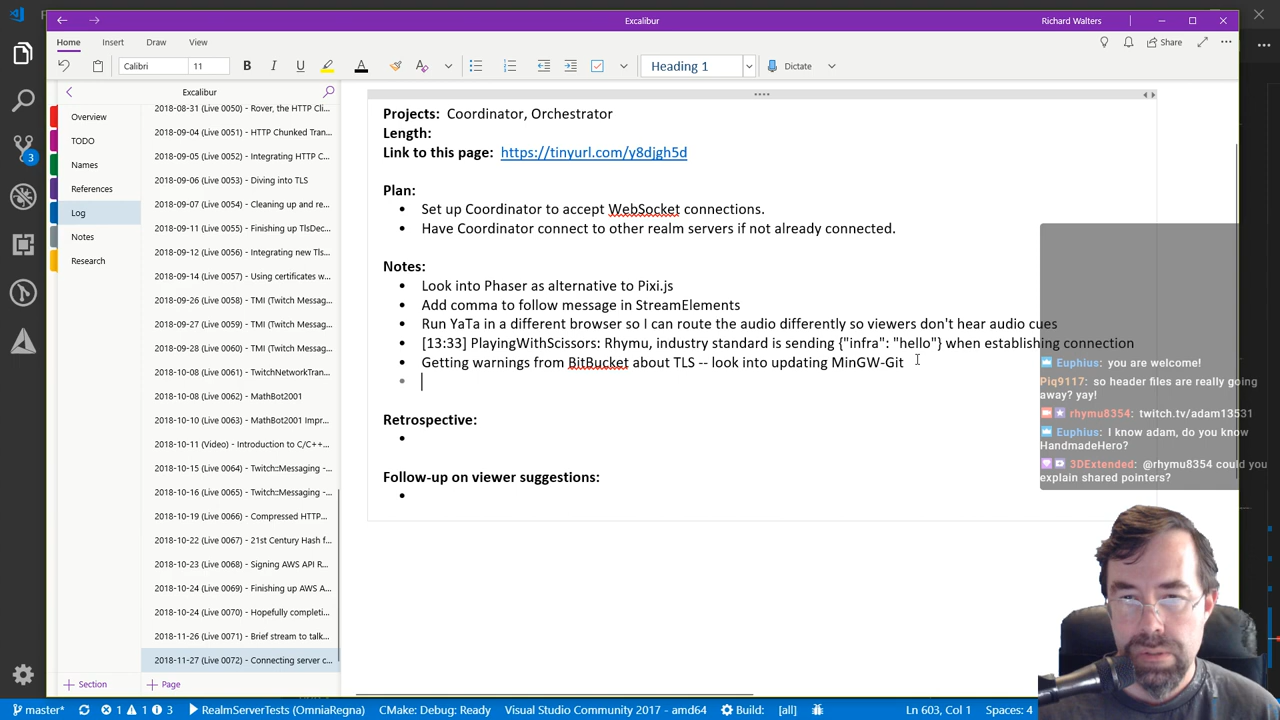 Excalibur
Richard Walters
Home
Insert
Draw
View
Share
Calibri
11
B
I
U
A
Heading 1
Dictate
Excalibur
Overview
TODO
Names
References
Log
Notes
Research
2018-08-31 (Live 0050) - Rover, the HTTP Cli...
2018-09-04 (Live 0051) - HTTP Chunked Tran...
2018-09-05 (Live 0052) - Integrating HTTP C...
2018-09-06 (Live 0053) - Diving into TLS
2018-09-07 (Live 0054) - Cleaning up and re...
2018-09-11 (Live 0055) - Finishing up TlsDec...
2018-09-12 (Live 0056) - Integrating new Tls...
2018-09-14 (Live 0057) - Using certificates w...
2018-09-26 (Live 0058) - TMI (Twitch Messag...
2018-09-27 (Live 0059) - TMI (Twitch Messag...
2018-09-28 (Live 0060) - TMI (Twitch Messag...
2018-10-08 (Live 0061) - TwitchNetworkTran...
2018-10-08 (Live 0062) - MathBot2001
2018-10-10 (Live 0063) - MathBot2001 Impr...
2018-10-11 (Video) - Introduction to C/C++...
2018-10-15 (Live 0064) - Twitch::Messaging -...
2018-10-16 (Live 0065) - Twitch::Messaging -...
2018-10-19 (Live 0066) - Compressed HTTP...
2018-10-22 (Live 0067) - 21st Century Hash f...
2018-10-23 (Live 0068) - Signing AWS API R...
2018-10-24 (Live 0069) - Finishing up AWS A...
2018-10-24 (Live 0070) - Hopefully completi...
2018-11-26 (Live 0071) - Brief stream to talk...
2018-11-27 (Live 0072) - Connecting server c...
+ Section
+ Page
Projects: Coordinator, Orchestrator
Length:
Link to this page: https://tinyurl.com/y8djgh5d
Plan:
• Set up Coordinator to accept WebSocket connections.
• Have Coordinator connect to other realm servers if not already connected.
Notes:
• Look into Phaser as alternative to Pixi.js
• Add comma to follow message in StreamElements
• Run YaTa in a different browser so I can route the audio differently so viewers don't hear audio cues
• [13:33] PlayingWithScissors: Rhymu, industry standard is sending {"infra": "hello"} when establishing connection
• Getting warnings from BitBucket about TLS -- look into updating MinGW-Git
•
Retrospective:
•
Follow-up on viewer suggestions:
•
Euphius: you are welcome!
Piq9117: so header files are really going
away? yay!
rhymu8354: twitch.tv/adam13531
Euphius: I know adam, do you know
HandmadeHero?
3DExtended: @rhymu8354 could you
explain shared pointers?
3
master*
1
1
3
RealmServerTests (OmniaRegna)
CMake: Debug: Ready
Visual Studio Community 2017 - amd64
Build:
[all]
Ln 603, Col 1
Spaces: 4